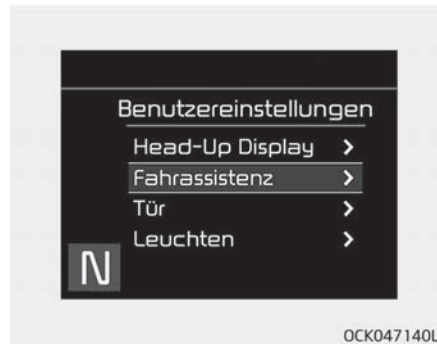 Benutzereinstellungen
Head-Up Display >
Fahrassistenz >
Tür >
Leuchten >
N
OCK047140L